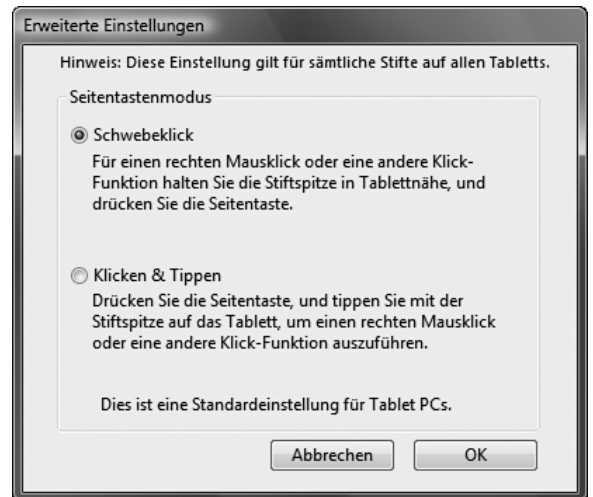 Erweiterte Einstellungen
Hinweis: Diese Einstellung gilt für sämtliche Stifte auf allen Tabletts.
Seitentastenmodus
Schwebeklick
Für einen rechten Mausklick oder eine andere Klick-
Funktion halten Sie die Stiftspitze in Tablettnähe, und
drücken Sie die Seitentaste.
Klicken & Tippen
Drücken Sie die Seitentaste, und tippen Sie mit der
Stiftspitze auf das Tablett, um einen rechten Mausklick
oder eine andere Klick-Funktion auszuführen.
Dies ist eine Standardeinstellung für Tablet PCs.
Abbrechen OK